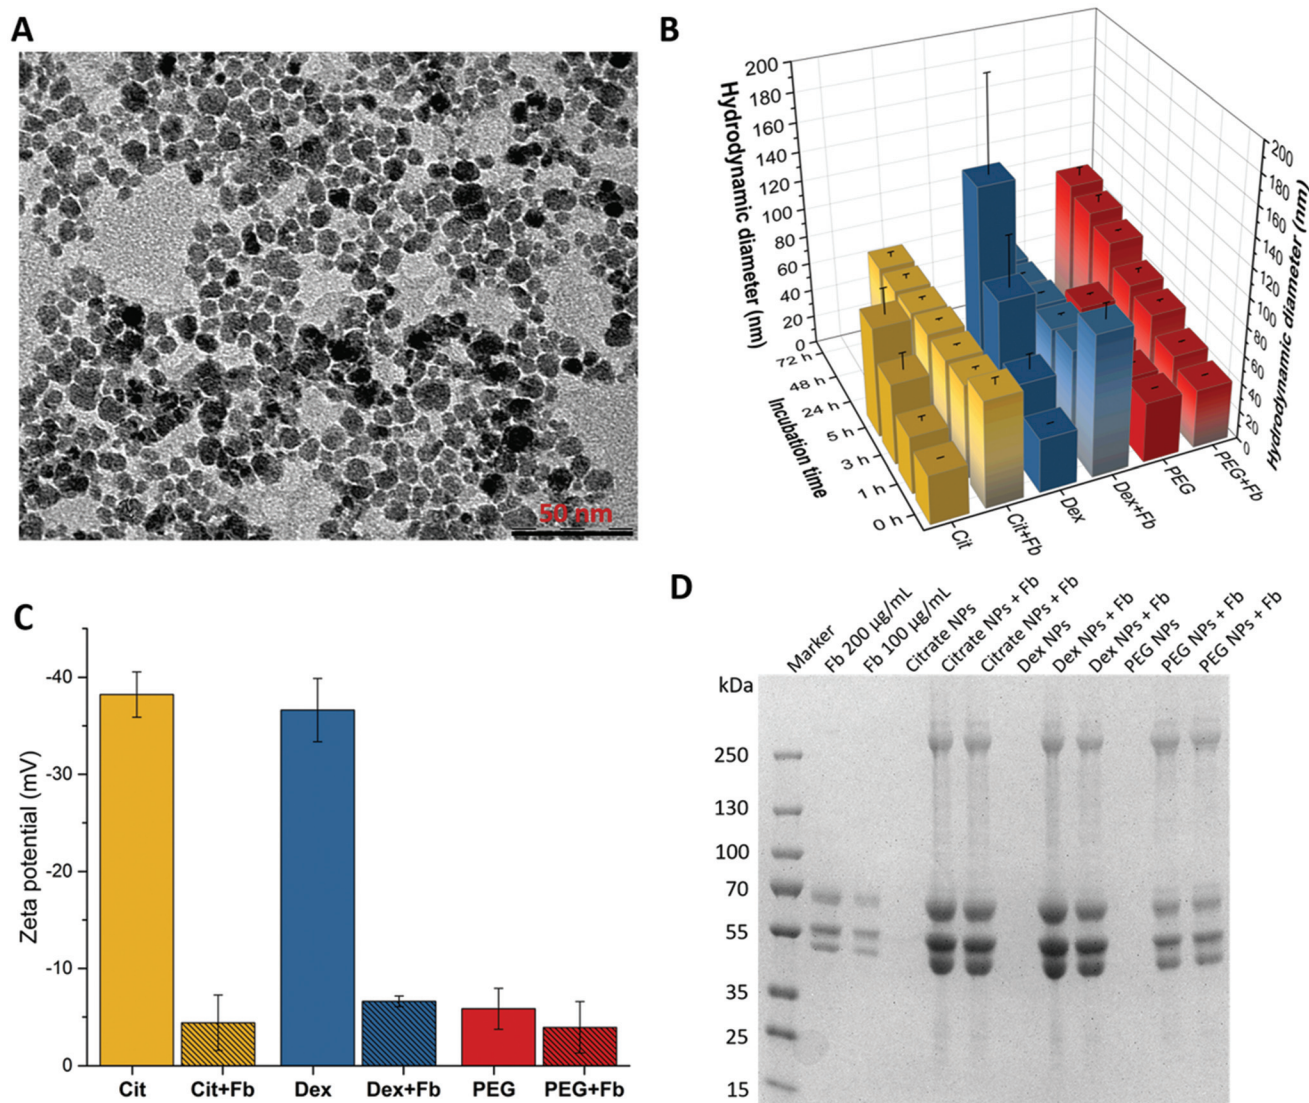 A
50 nm
B
Hydrodynamic diameter (nm)
200
180
160
140
120
100
80
60
40
20
0
72 h
48 h
24 h
5 h
3 h
1 h
0 h
Incubation time
Cit
Cit+Fb
Dex
Dex+Fb
PEG
PEG+Fb
200
180
160
140
120
100
80
60
40
20
0
Hydrodynamic diameter (nm)
C
Zeta potential (mV)
-40
-30
-20
-10
0
Cit
Cit+Fb
Dex
Dex+Fb
PEG
PEG+Fb
D
Marker
Fb 200 µg/mL
Fb 100 µg/mL
Citrate NPs
Citrate NPs + Fb
Citrate NPs + Fb
Dex NPs
Dex NPs + Fb
Dex NPs + Fb
PEG NPs
PEG NPs + Fb
PEG NPs + Fb
kDa
250
130
100
70
55
35
25
15